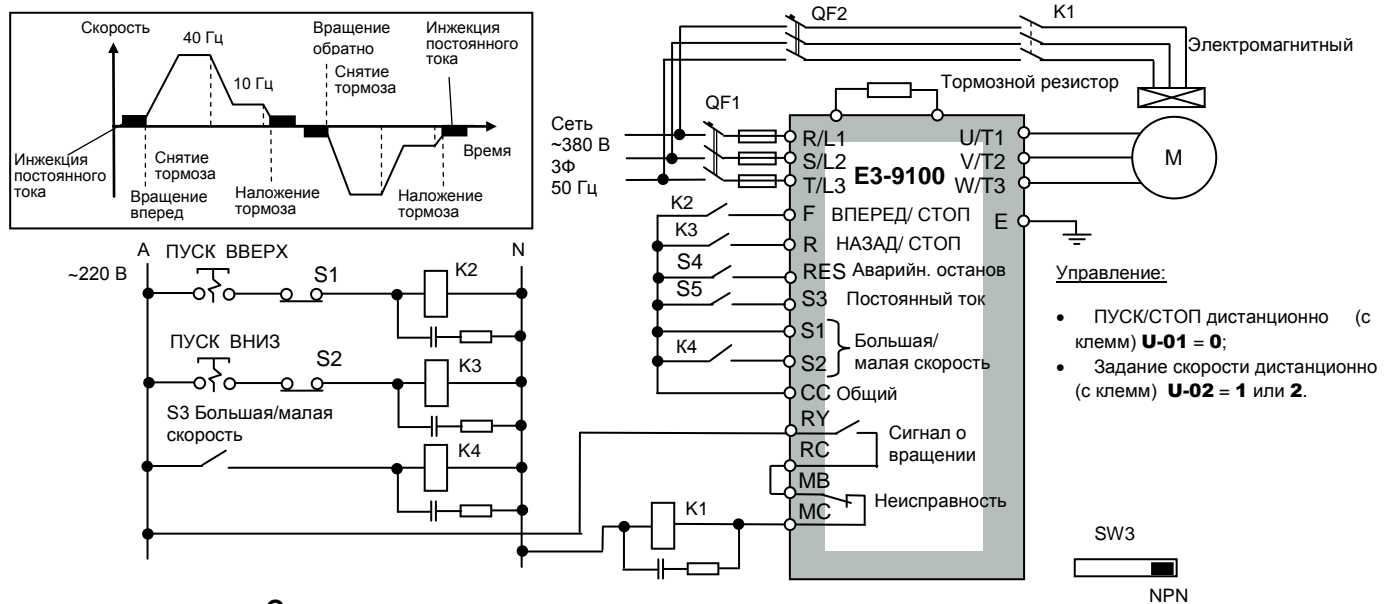 Скорость
40 Гц
10 Гц
Вращение
обратно
Снятие
тормоза
Инжекция
постоянного
тока
Время
Инжекция
постоянного
тока
Снятие
тормоза
Вращение
вперед
Наложение
тормоза
Наложение
тормоза
QF2
K1
Электромагнитный
Тормозной резистор
QF1
Сеть
~380 В
3Ф
50 Гц
R/L1
S/L2
T/L3
E3-9100
U/T1
V/T2
W/T3
E
M
K2
F ВПЕРЕД/ СТОП
K3
R НАЗАД/ СТОП
S4
RES Аварийн. останов
S5
S3 Постоянный ток
S1
K4
S2
Большая/
малая скорость
CC Общий
RY
RC
Сигнал о
вращении
MB
MC
Неисправность
A
N
~220 В
ПУСК ВВЕРХ
S1
K2
ПУСК ВНИЗ
S2
K3
S3 Большая/малая
скорость
K4
K1
Управление:
• ПУСК/СТОП дистанционно (с
клемм) U-01 = 0;
• Задание скорости дистанционно
(с клемм) U-02 = 1 или 2.
SW3
NPN